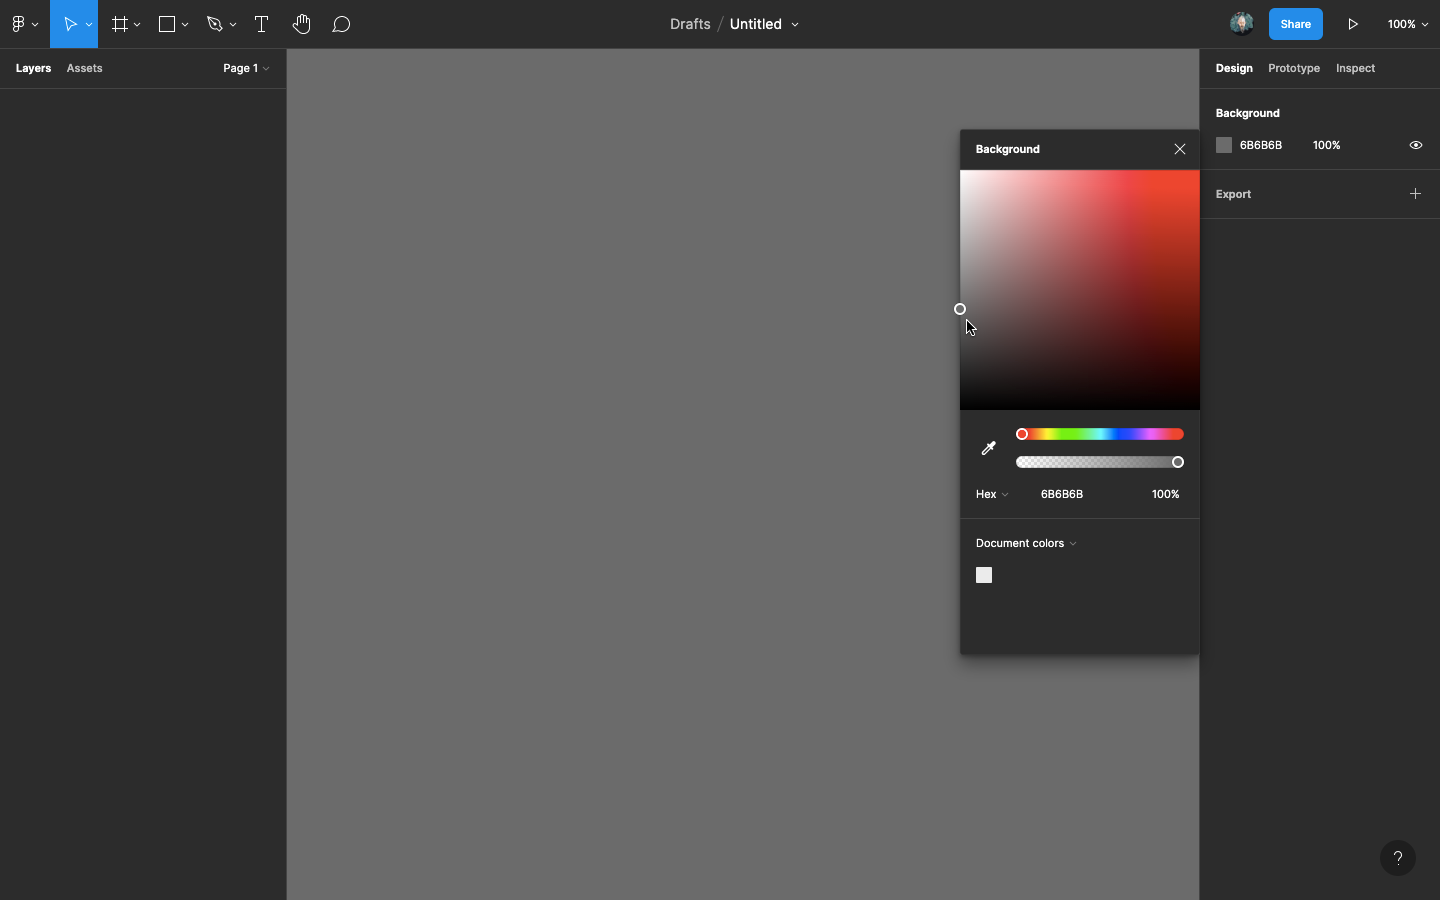 Drafts / Untitled
Share
100%
Layers
Assets
Page 1
Design
Prototype
Inspect
Background
6B6B6B
100%
Export
Background
Hex
6B6B6B
100%
Document colors
?